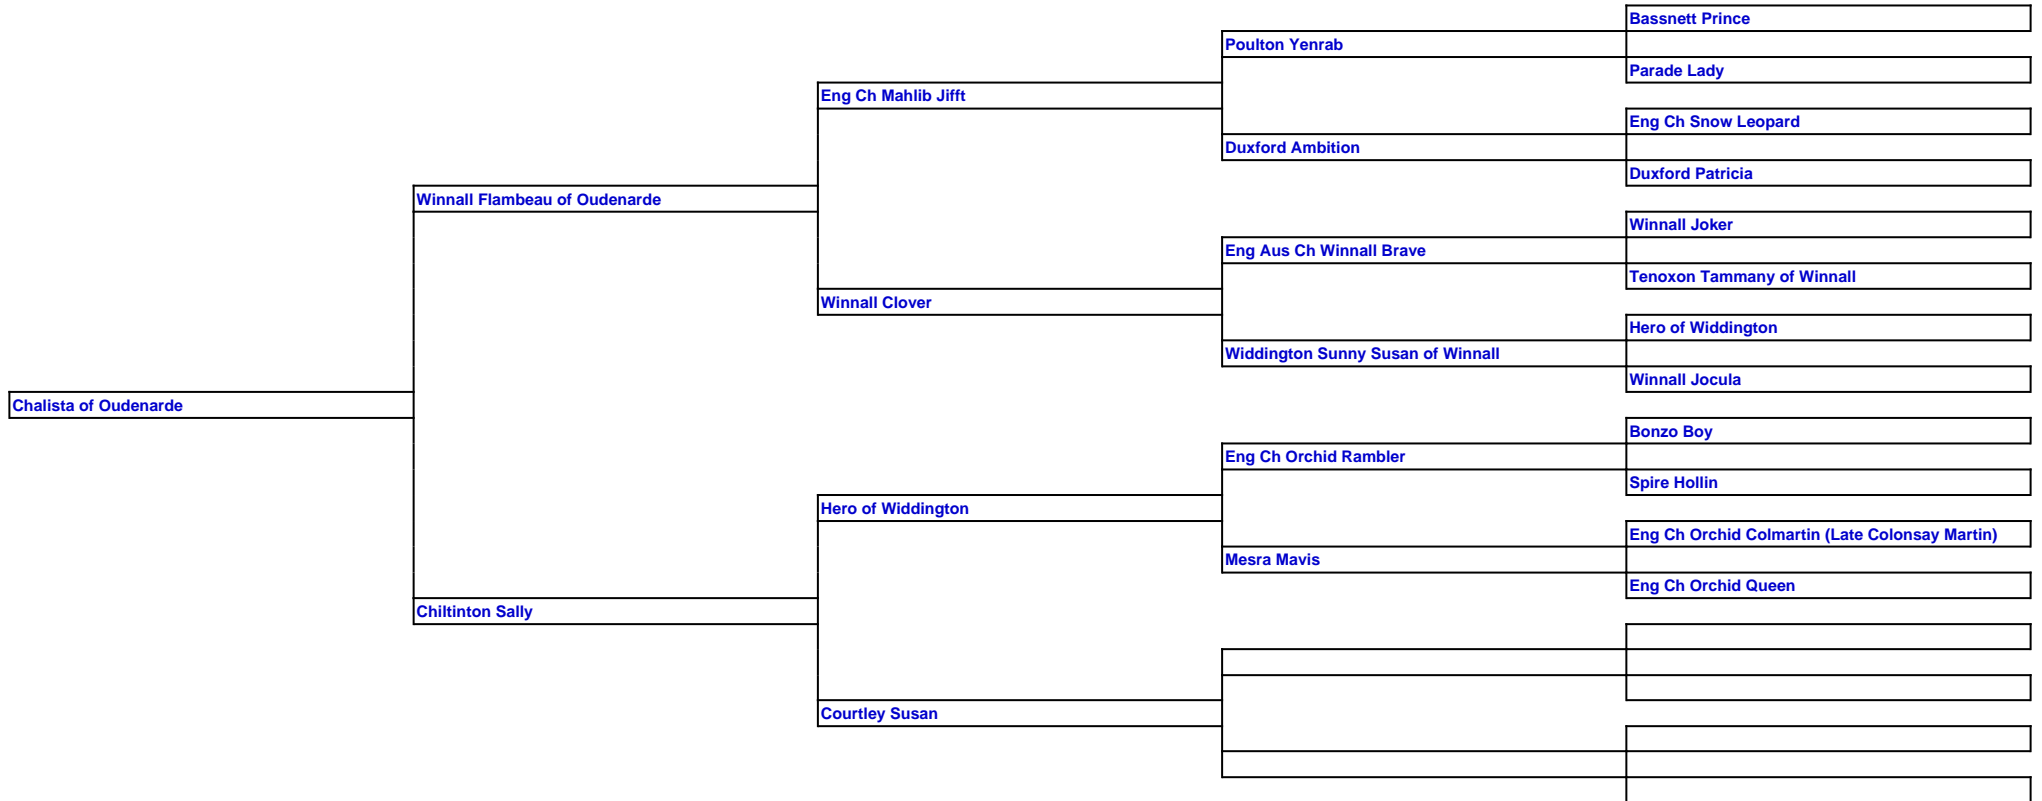 Bassnett Prince
Poulton Yenrab
Parade Lady
Eng Ch Mahlib Jifft
Eng Ch Snow Leopard
Duxford Ambition
Duxford Patricia
Winnall Flambeau of Oudenarde
Winnall Joker
Eng Aus Ch Winnall Brave
Tenoxon Tammany of Winnall
Winnall Clover
Hero of Widdington
Widdington Sunny Susan of Winnall
Winnall Jocula
Chalista of Oudenarde
Bonzo Boy
Eng Ch Orchid Rambler
Spire Hollin
Hero of Widdington
Eng Ch Orchid Colmartin (Late Colonsay Martin)
Mesra Mavis
Eng Ch Orchid Queen
Chiltinton Sally
Courtley Susan